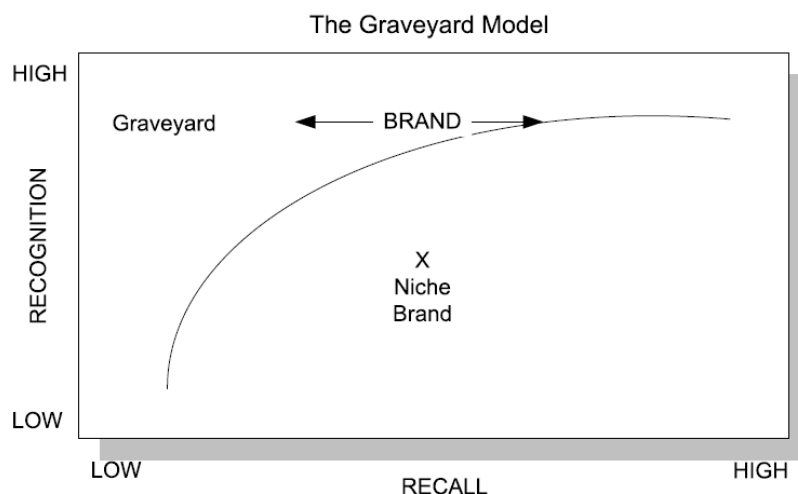 The Graveyard Model
HIGH
Graveyard
BRAND
RECOGNITION
X
Niche
Brand
LOW
LOW
HIGH
RECALL